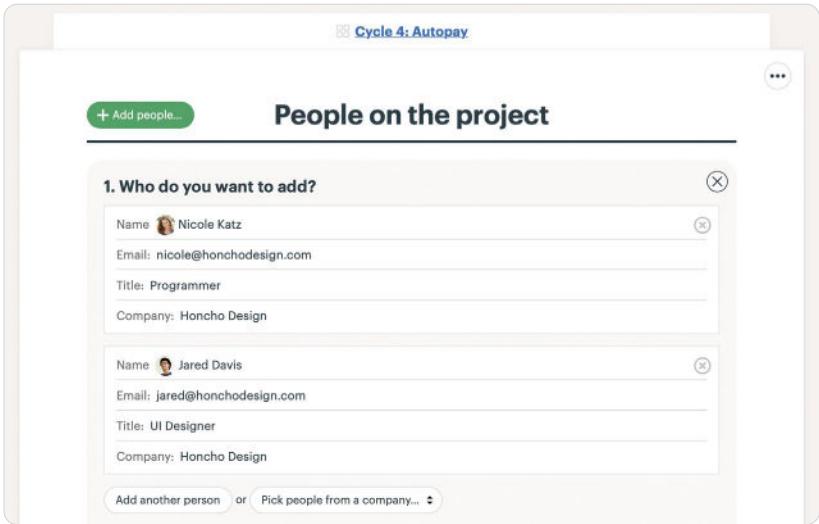 Cycle 4: Autopay
+ Add people...
People on the project
1. Who do you want to add?
Name Nicole Katz
Email: nicole@honchodesign.com
Title: Programmer
Company: Honcho Design
Name Jared Davis
Email: jared@honchodesign.com
Title: UI Designer
Company: Honcho Design
Add another person or Pick people from a company...